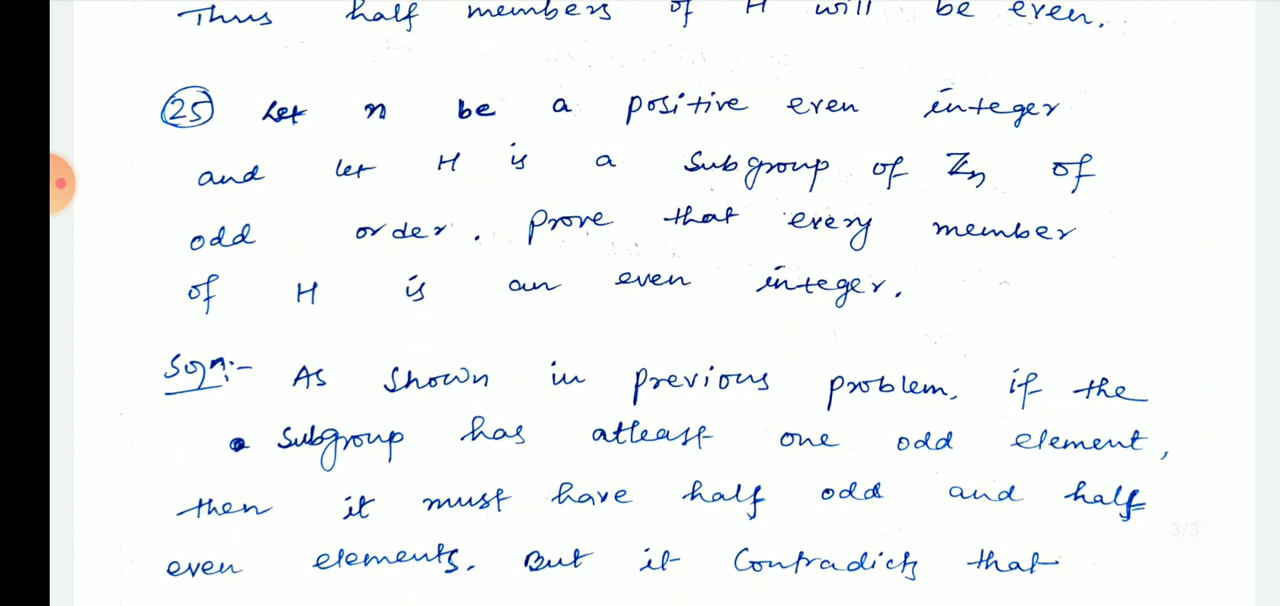 Thus half members of H will be even.
25 Let n be a positive even integer
and let H is a subgroup of Zn of
odd order. Prove that every member
of H is an even integer.
Soln:- As shown in previous problem, if the
subgroup has atleast one odd element,
then it must have half odd and half
even elements. But it contradicts that
3/3